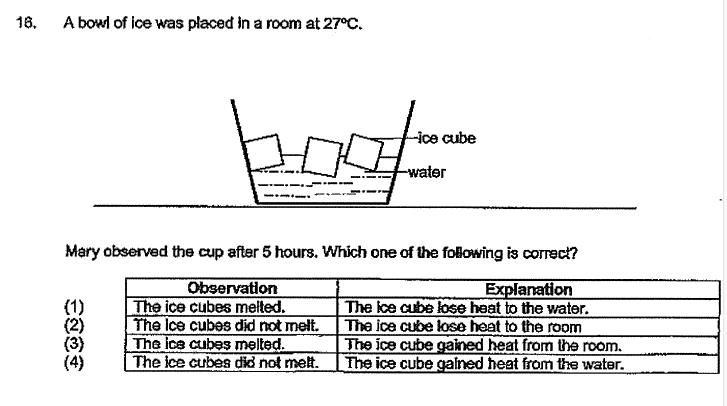 16. A bowl of ice was placed in a room at 27°C.
ice cube
water
Mary observed the cup after 5 hours. Which one of the following is correct?
Observation Explanation
(1) The ice cubes melted. The ice cube lose heat to the water.
(2) The ice cubes did not melt. The ice cube lose heat to the room
(3) The ice cubes melted. The ice cube gained heat from the room.
(4) The ice cubes did not melt. The ice cube gained heat from the water.